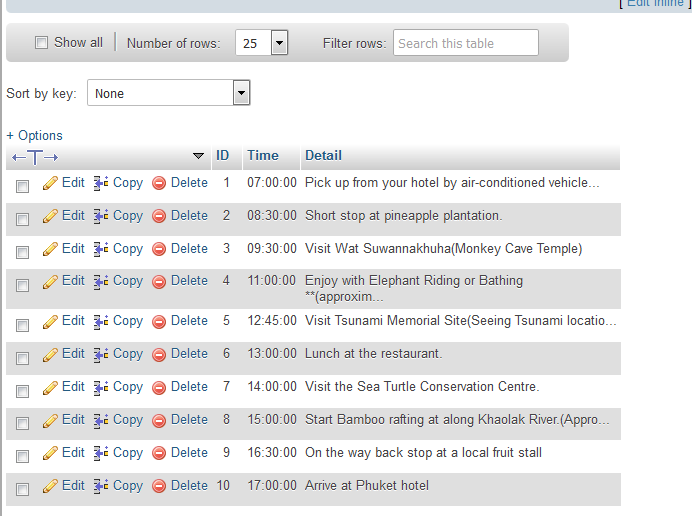 [ Edit inline ]
Show all Number of rows: 25 Filter rows: Search this table
Sort by key: None
+ Options
←T→ ID Time Detail
Edit Copy Delete 1 07:00:00 Pick up from your hotel by air-conditioned vehicle...
Edit Copy Delete 2 08:30:00 Short stop at pineapple plantation.
Edit Copy Delete 3 09:30:00 Visit Wat Suwannakhuha(Monkey Cave Temple)
Edit Copy Delete 4 11:00:00 Enjoy with Elephant Riding or Bathing
**(approxim...
Edit Copy Delete 5 12:45:00 Visit Tsunami Memorial Site(Seeing Tsunami locatio...
Edit Copy Delete 6 13:00:00 Lunch at the restaurant.
Edit Copy Delete 7 14:00:00 Visit the Sea Turtle Conservation Centre.
Edit Copy Delete 8 15:00:00 Start Bamboo rafting at along Khaolak River.(Appro...
Edit Copy Delete 9 16:30:00 On the way back stop at a local fruit stall
Edit Copy Delete 10 17:00:00 Arrive at Phuket hotel